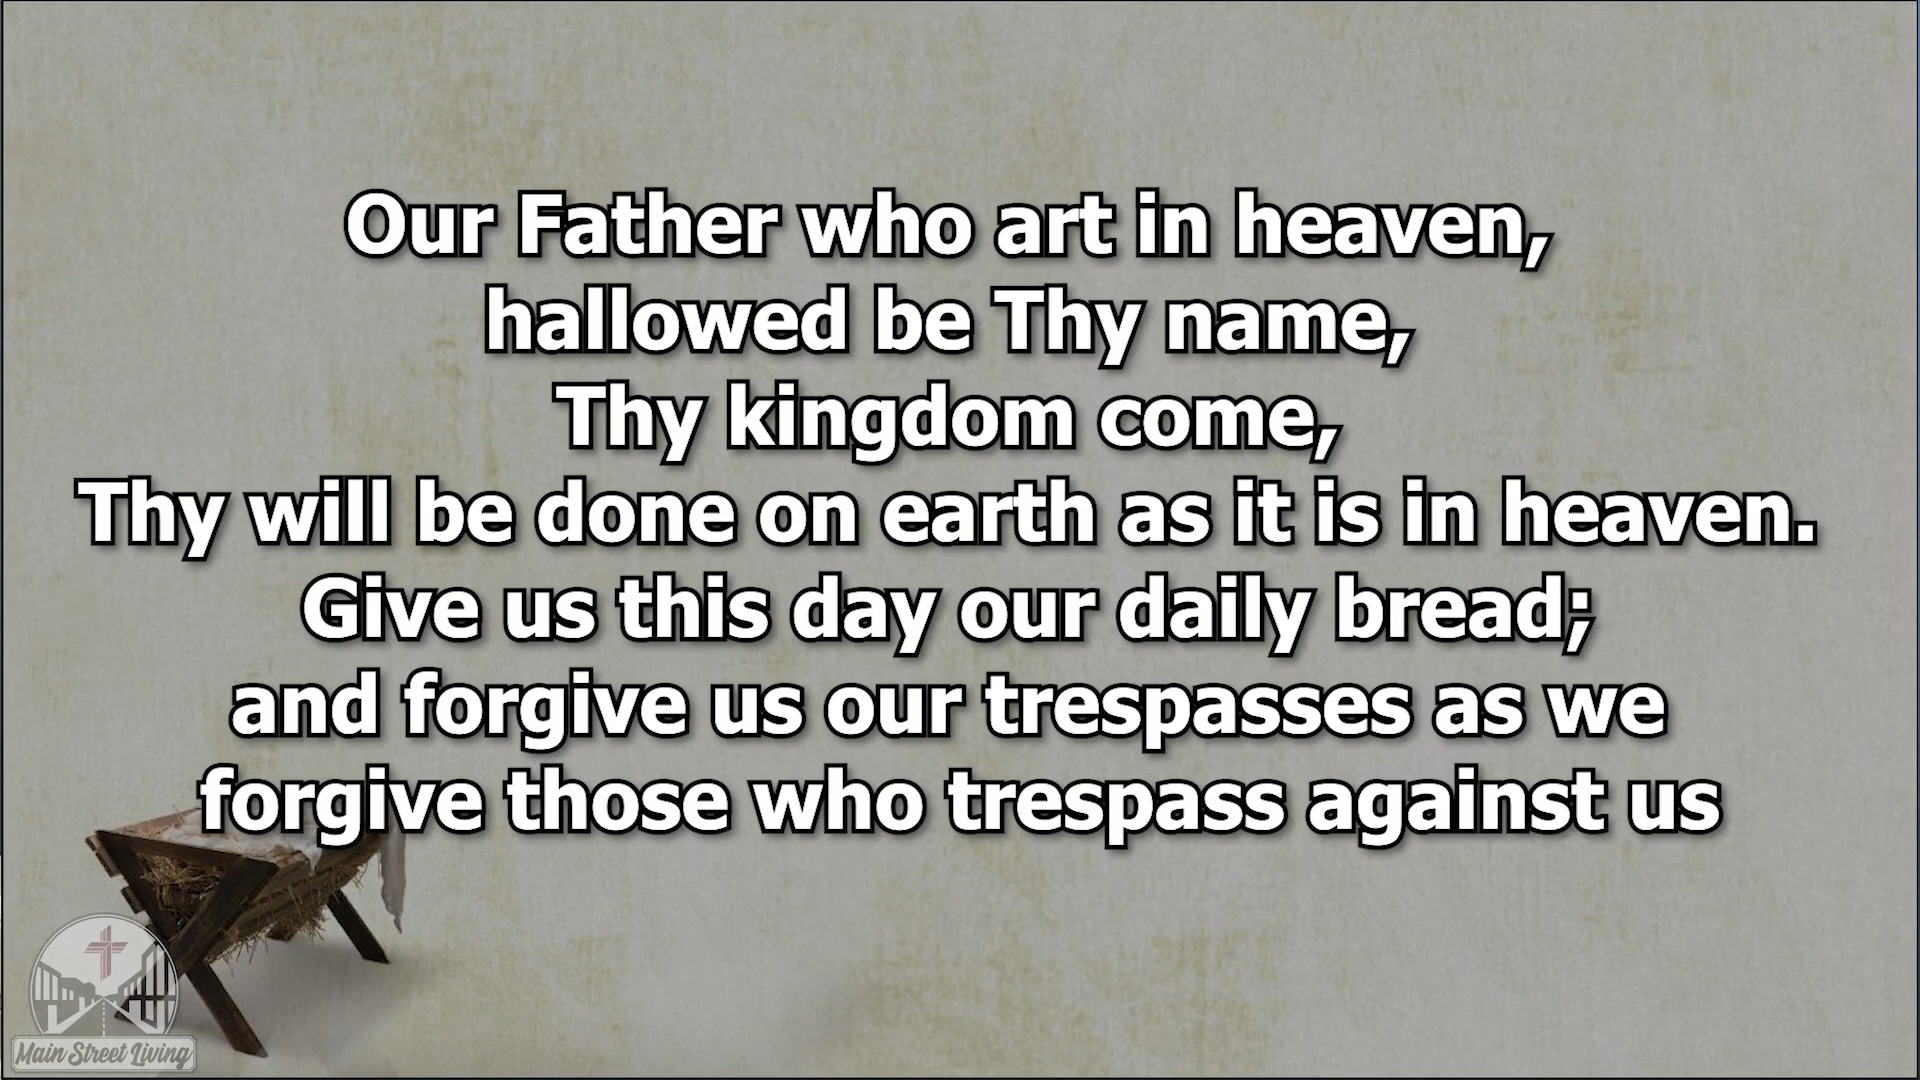 Our Father who art in heaven,
hallowed be Thy name,
Thy kingdom come,
Thy will be done on earth as it is in heaven.
Give us this day our daily bread;
and forgive us our trespasses as we
forgive those who trespass against us
Main Street Living